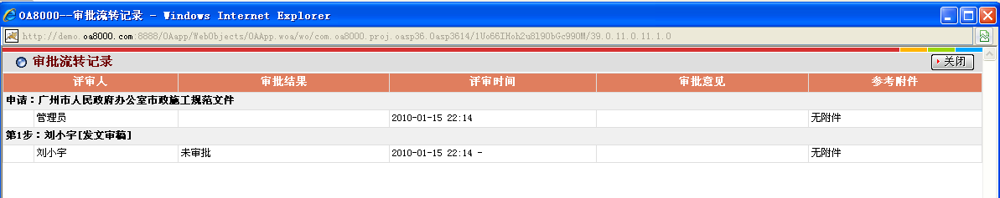 OA8000--审批流转记录 - Windows Internet Explorer
http://demo.oa8000.com:8888/OAapp/WebObjects/OAApp.woa/wo/com.oa8000.proj.oasp36.Oasp3614/1Uo66IHoh2u8l90bGc990M/39.0.11.0.11.1.0
审批流转记录 关闭
评审人 审批结果 评审时间 审批意见 参考附件
申请：广州市人民政府办公室市政施工规范文件
管理员 2010-01-15 22:14 无附件
第1步：刘小宇[发文审稿]
刘小宇 未审批 2010-01-15 22:14 - 无附件